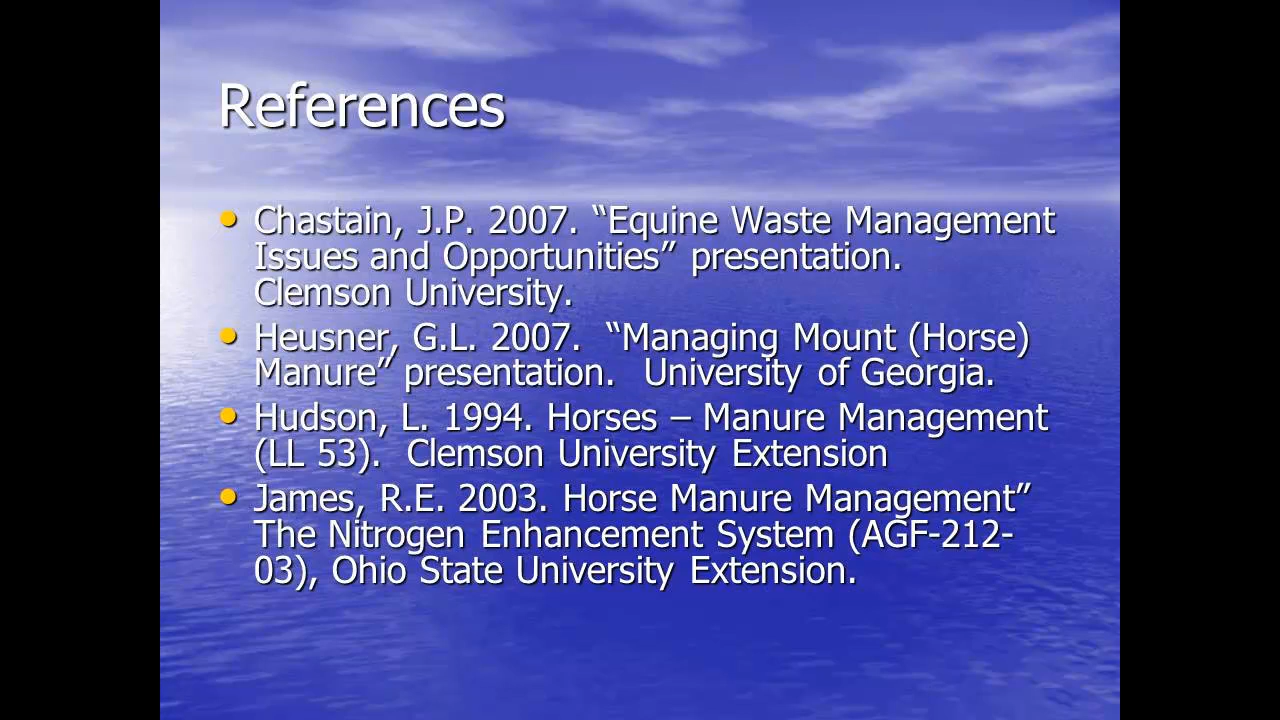 References
• Chastain, J.P. 2007. “Equine Waste Management
Issues and Opportunities” presentation.
Clemson University.
• Heusner, G.L. 2007.  “Managing Mount (Horse)
Manure” presentation.  University of Georgia.
• Hudson, L. 1994. Horses – Manure Management
(LL 53).  Clemson University Extension
• James, R.E. 2003. Horse Manure Management”
The Nitrogen Enhancement System (AGF-212-
03), Ohio State University Extension.